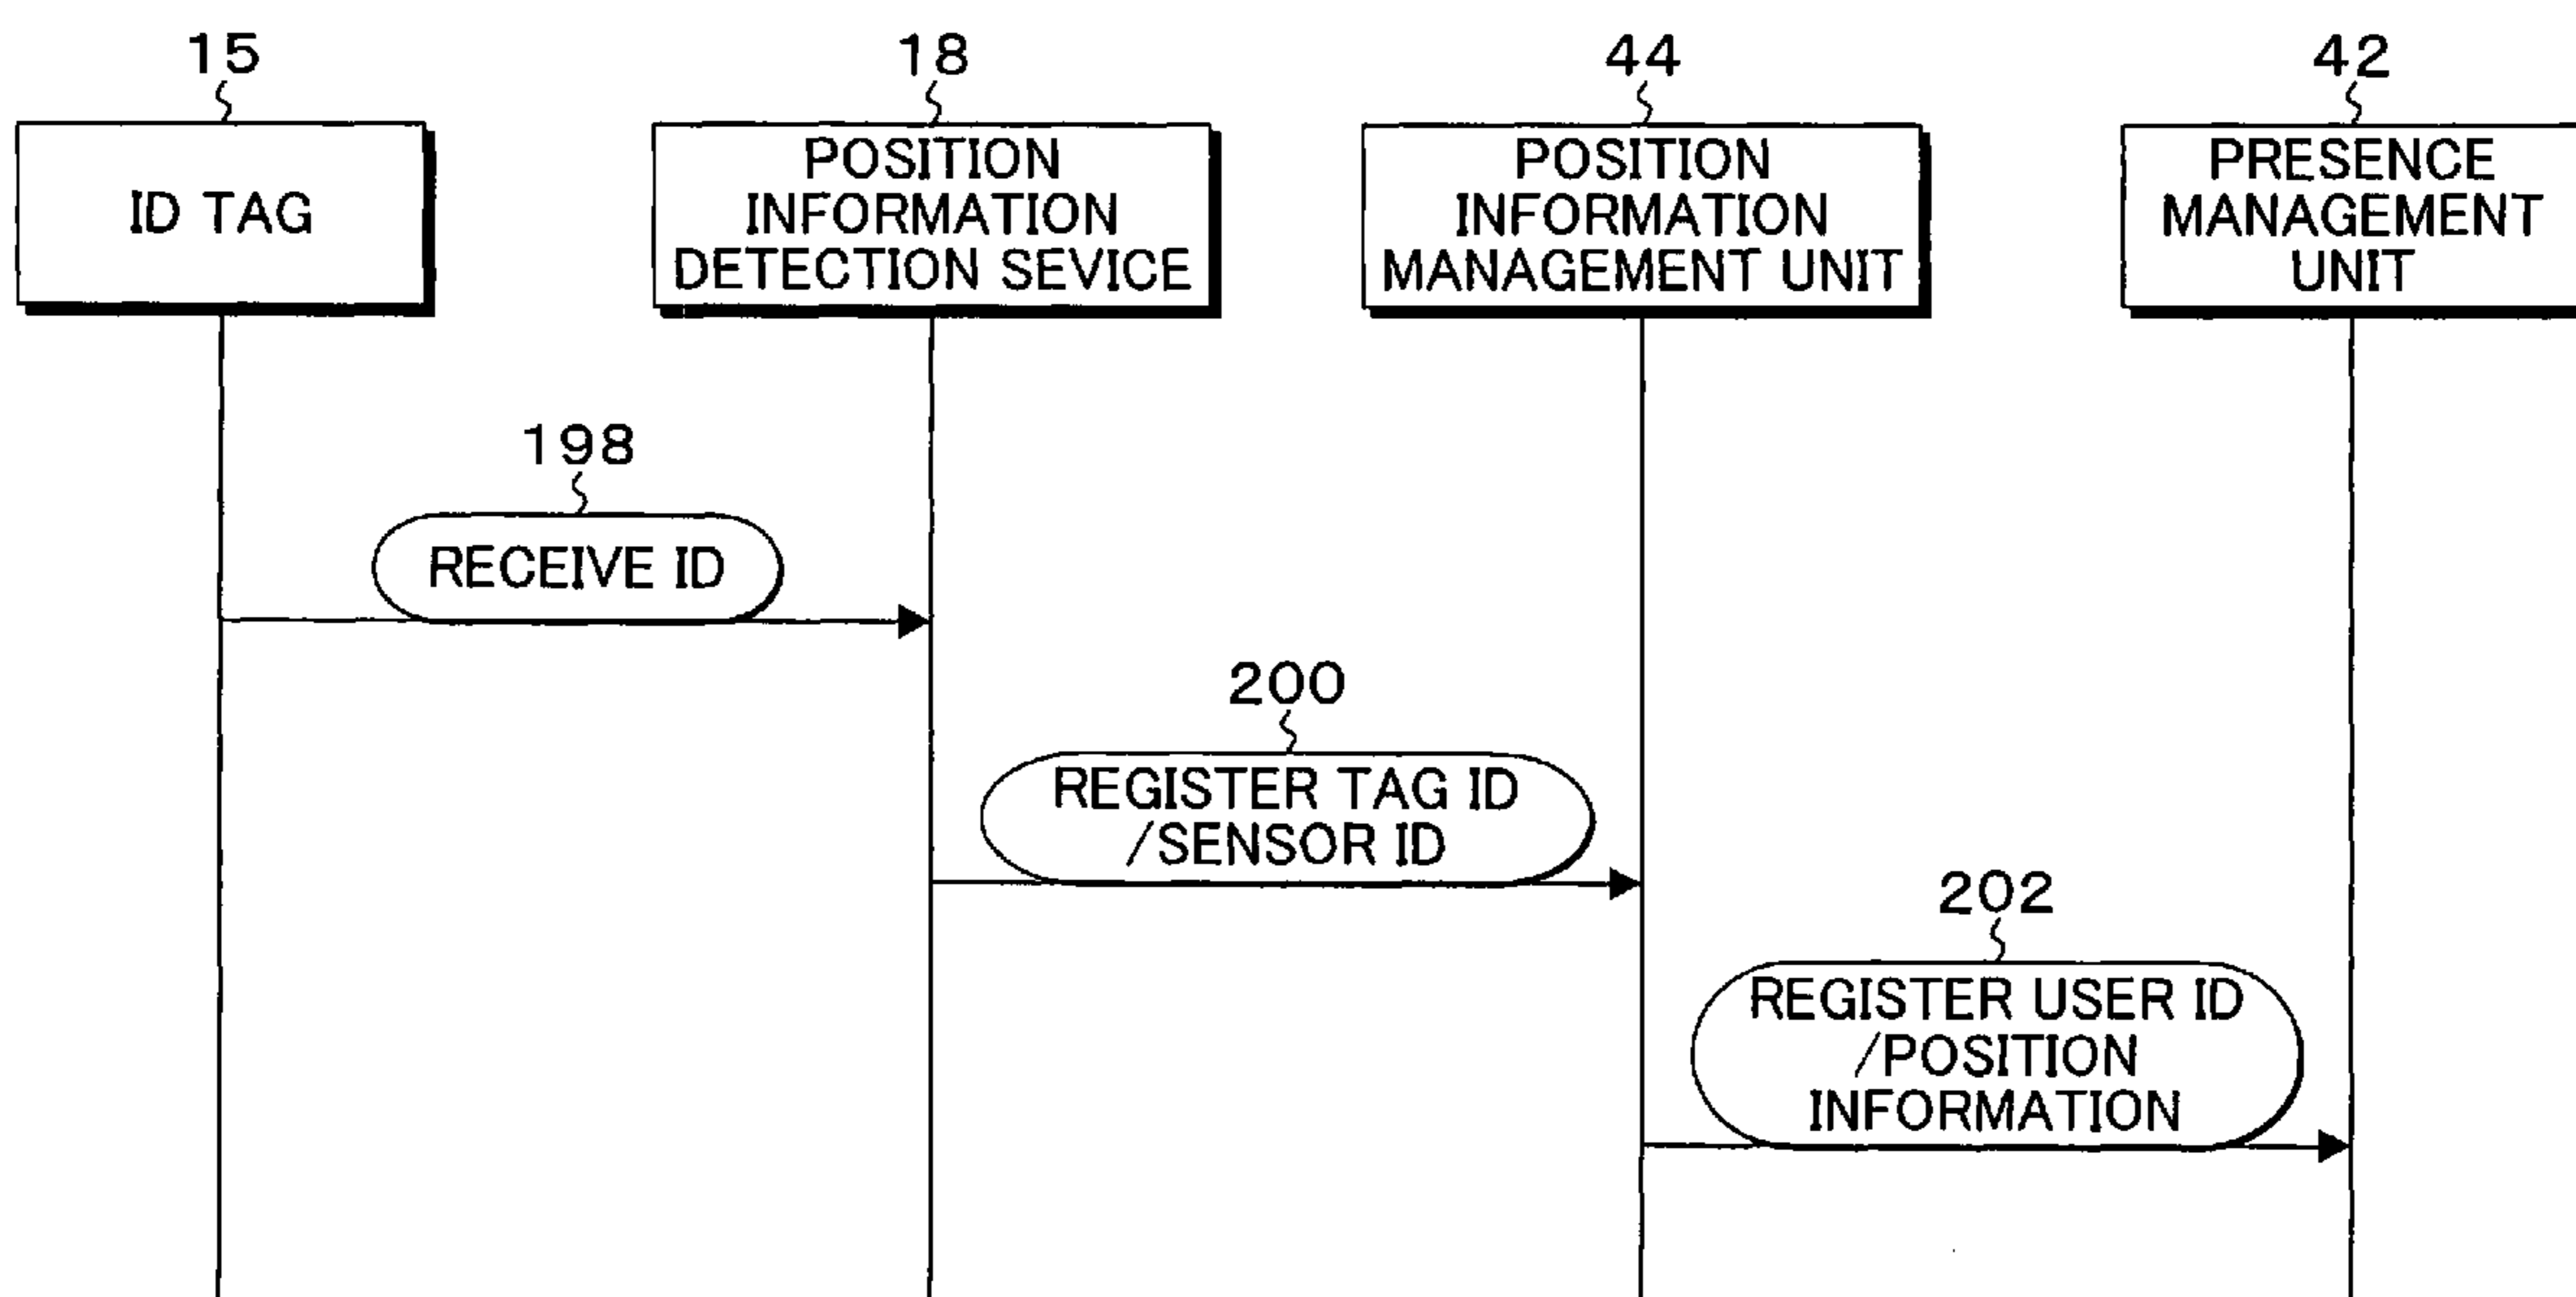 15
ID TAG
18
POSITION
INFORMATION
DETECTION SEVICE
44
POSITION
INFORMATION
MANAGEMENT UNIT
42
PRESENCE
MANAGEMENT
UNIT
198
RECEIVE ID
200
REGISTER TAG ID
/SENSOR ID
202
REGISTER USER ID
/POSITION
INFORMATION